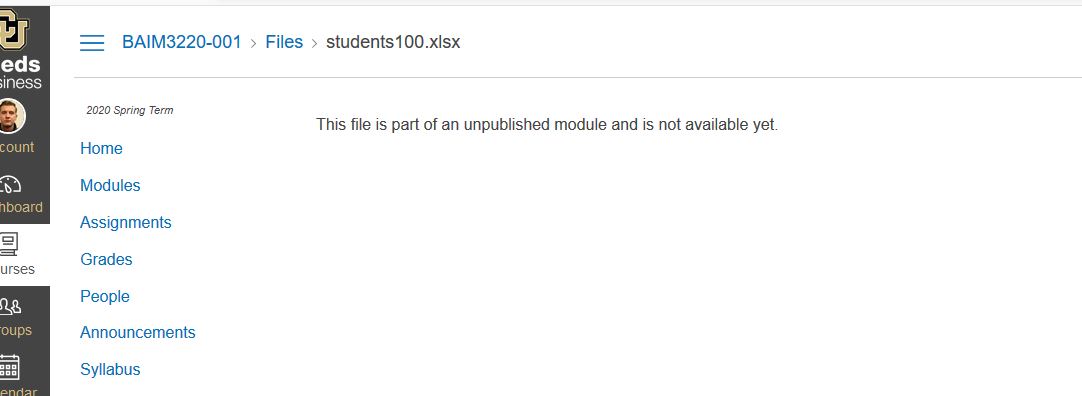 BAIM3220-001 > Files > students100.xlsx
eds
siness
2020 Spring Term
This file is part of an unpublished module and is not available yet.
count
Home
Modules
hboard
Assignments
Grades
urses
People
roups
Announcements
Syllabus
endar